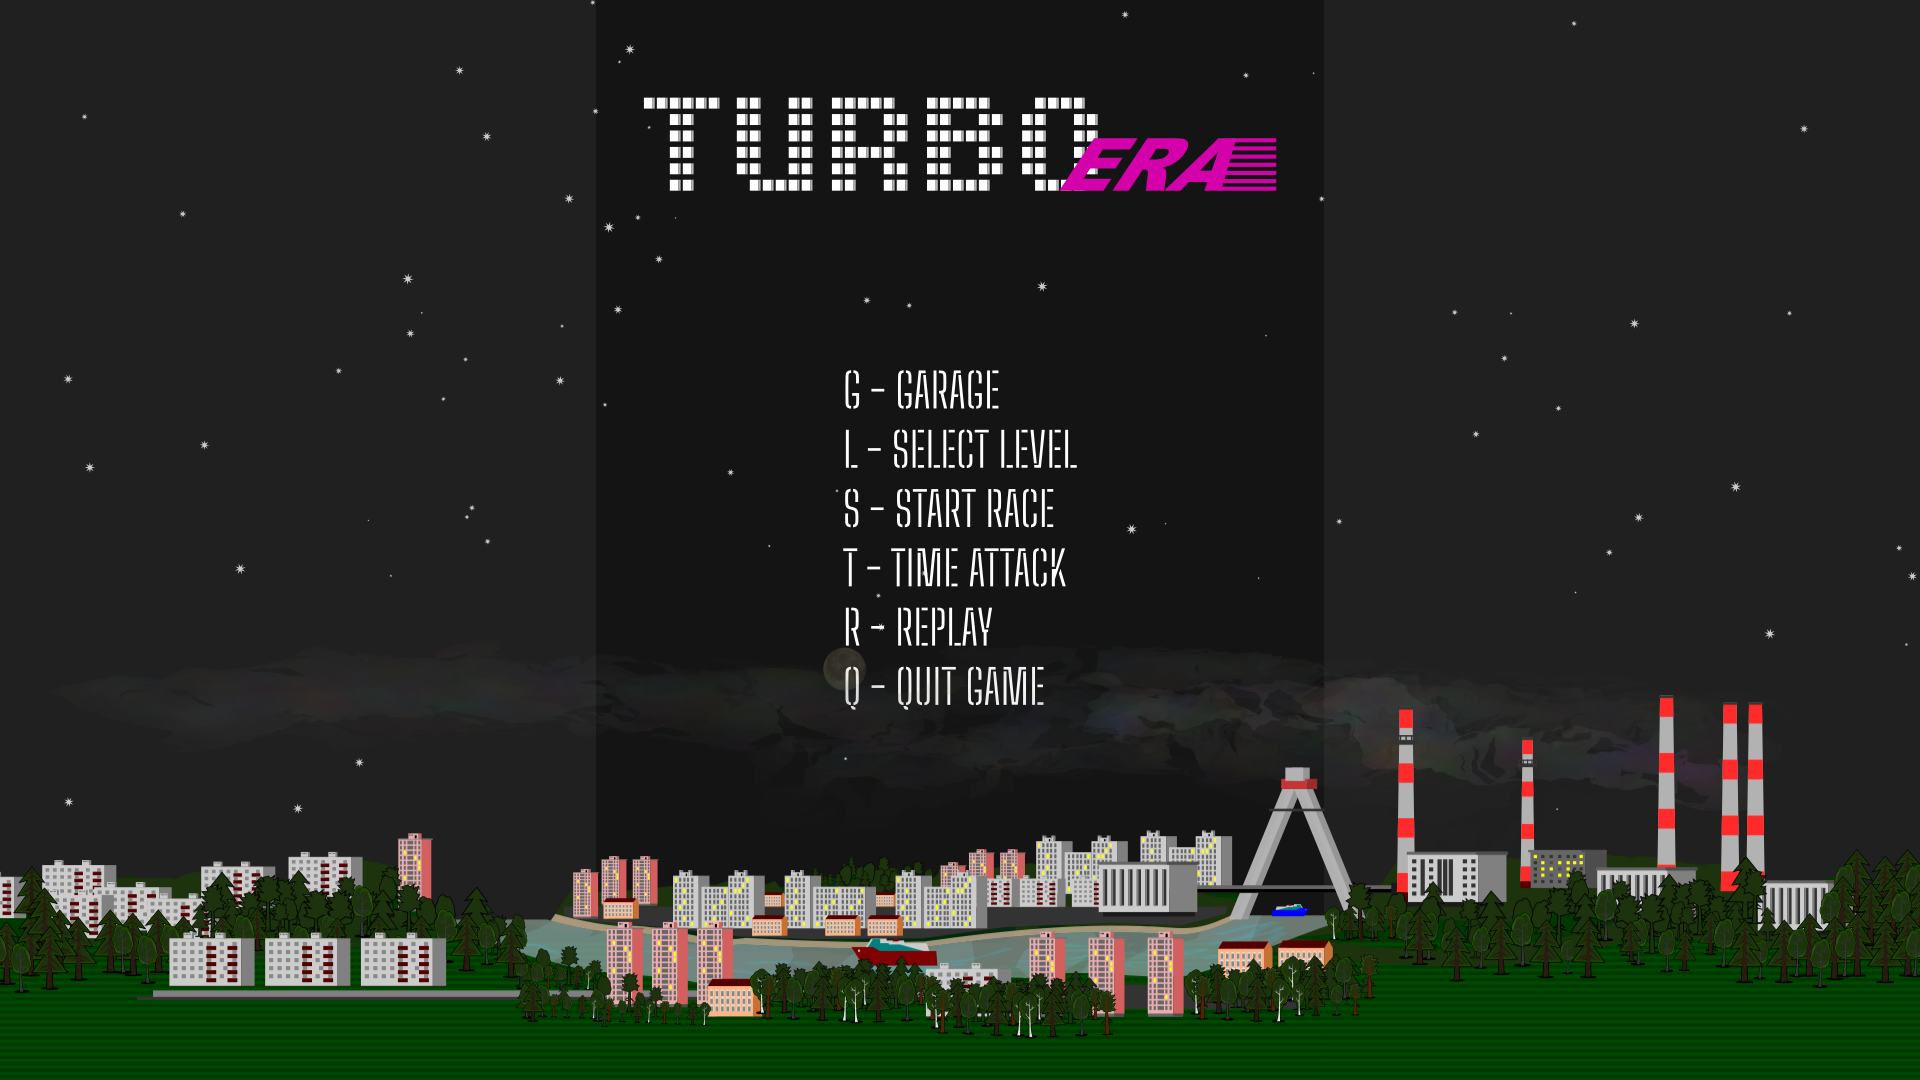 TURBO ERA
G - GARAGE
L - SELECT LEVEL
S - START RACE
T - TIME ATTACK
R - REPLAY
Q - QUIT GAME